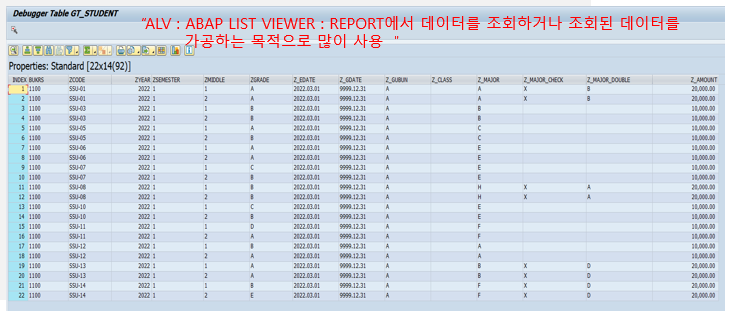 Debugger Table GT_STUDENT
“ALV : ABAP LIST VIEWER : REPORT에서 데이터를 조회하거나 조회된 데이터를
가공하는 목적으로 많이 사용 ”
Properties: Standard [22x14(92)]
INDEX BUKRS ZCODE ZYEAR ZSEMESTER ZMIDDLE ZGRADE Z_EDATE Z_GDATE Z_GUBUN Z_CLASS Z_MAJOR Z_MAJOR_CHECK Z_MAJOR_DOUBLE Z_AMOUNT
1 1100 SSU-01 2022 1 1 A 2022.03.01 9999.12.31 A A X B 20,000.00
2 1100 SSU-01 2022 1 2 A 2022.03.01 9999.12.31 A A X B 20,000.00
3 1100 SSU-03 2022 1 1 B 2022.03.01 9999.12.31 A B 10,000.00
4 1100 SSU-03 2022 1 2 B 2022.03.01 9999.12.31 A B 10,000.00
5 1100 SSU-05 2022 1 1 A 2022.03.01 9999.12.31 A C 10,000.00
6 1100 SSU-05 2022 1 2 B 2022.03.01 9999.12.31 A C 10,000.00
7 1100 SSU-06 2022 1 1 A 2022.03.01 9999.12.31 A E 10,000.00
8 1100 SSU-06 2022 1 2 A 2022.03.01 9999.12.31 A E 10,000.00
9 1100 SSU-07 2022 1 1 C 2022.03.01 9999.12.31 A E 10,000.00
10 1100 SSU-07 2022 1 2 B 2022.03.01 9999.12.31 A E 10,000.00
11 1100 SSU-08 2022 1 1 B 2022.03.01 9999.12.31 A H X A 20,000.00
12 1100 SSU-08 2022 1 2 B 2022.03.01 9999.12.31 A H X A 20,000.00
13 1100 SSU-10 2022 1 1 C 2022.03.01 9999.12.31 A E 10,000.00
14 1100 SSU-10 2022 1 2 B 2022.03.01 9999.12.31 A E 10,000.00
15 1100 SSU-11 2022 1 1 D 2022.03.01 9999.12.31 A F 10,000.00
16 1100 SSU-11 2022 1 2 A 2022.03.01 9999.12.31 A F 10,000.00
17 1100 SSU-12 2022 1 1 B 2022.03.01 9999.12.31 A A 10,000.00
18 1100 SSU-12 2022 1 2 A 2022.03.01 9999.12.31 A A 10,000.00
19 1100 SSU-13 2022 1 1 A 2022.03.01 9999.12.31 A B X D 20,000.00
20 1100 SSU-13 2022 1 2 A 2022.03.01 9999.12.31 A B X D 20,000.00
21 1100 SSU-14 2022 1 1 B 2022.03.01 9999.12.31 A F X D 20,000.00
22 1100 SSU-14 2022 1 2 E 2022.03.01 9999.12.31 A F X D 20,000.00